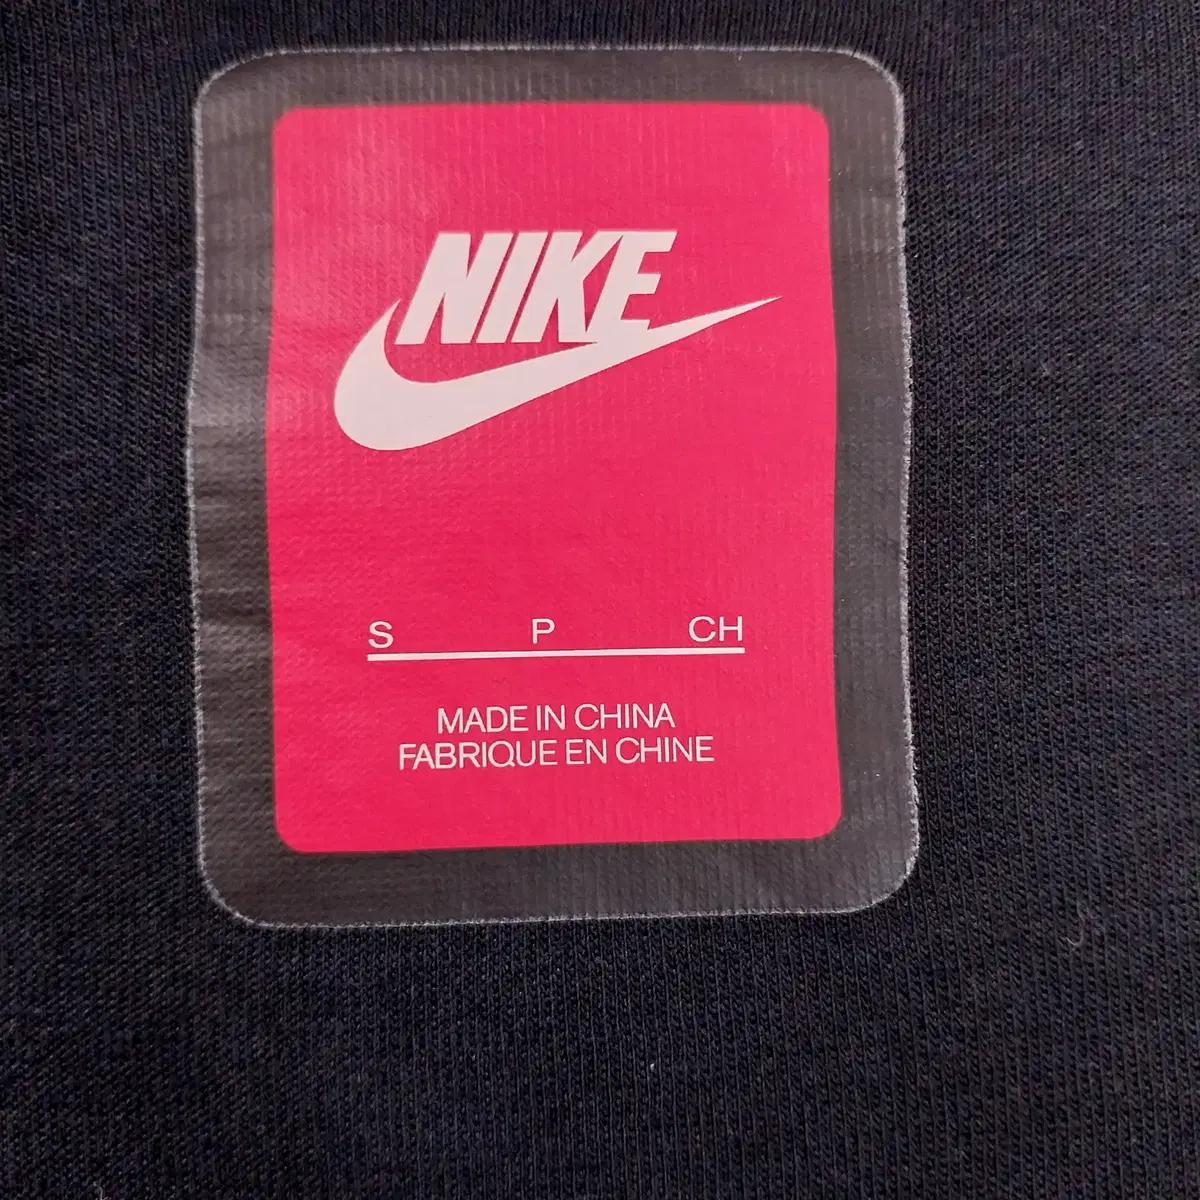 NIKE
S P CH
MADE IN CHINA
FABRIQUE EN CHINE